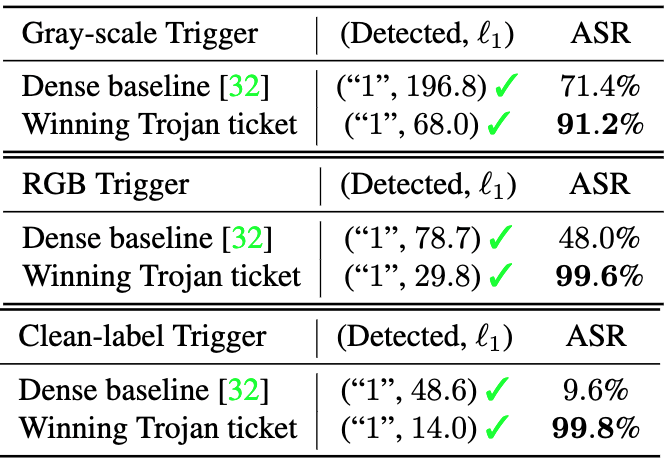 Gray-scale Trigger (Detected, ℓ₁) ASR
Dense baseline [32] (“1”, 196.8) ✓ 71.4%
Winning Trojan ticket (“1”, 68.0) ✓ 91.2%
RGB Trigger (Detected, ℓ₁) ASR
Dense baseline [32] (“1”, 78.7) ✓ 48.0%
Winning Trojan ticket (“1”, 29.8) ✓ 99.6%
Clean-label Trigger (Detected, ℓ₁) ASR
Dense baseline [32] (“1”, 48.6) ✓ 9.6%
Winning Trojan ticket (“1”, 14.0) ✓ 99.8%